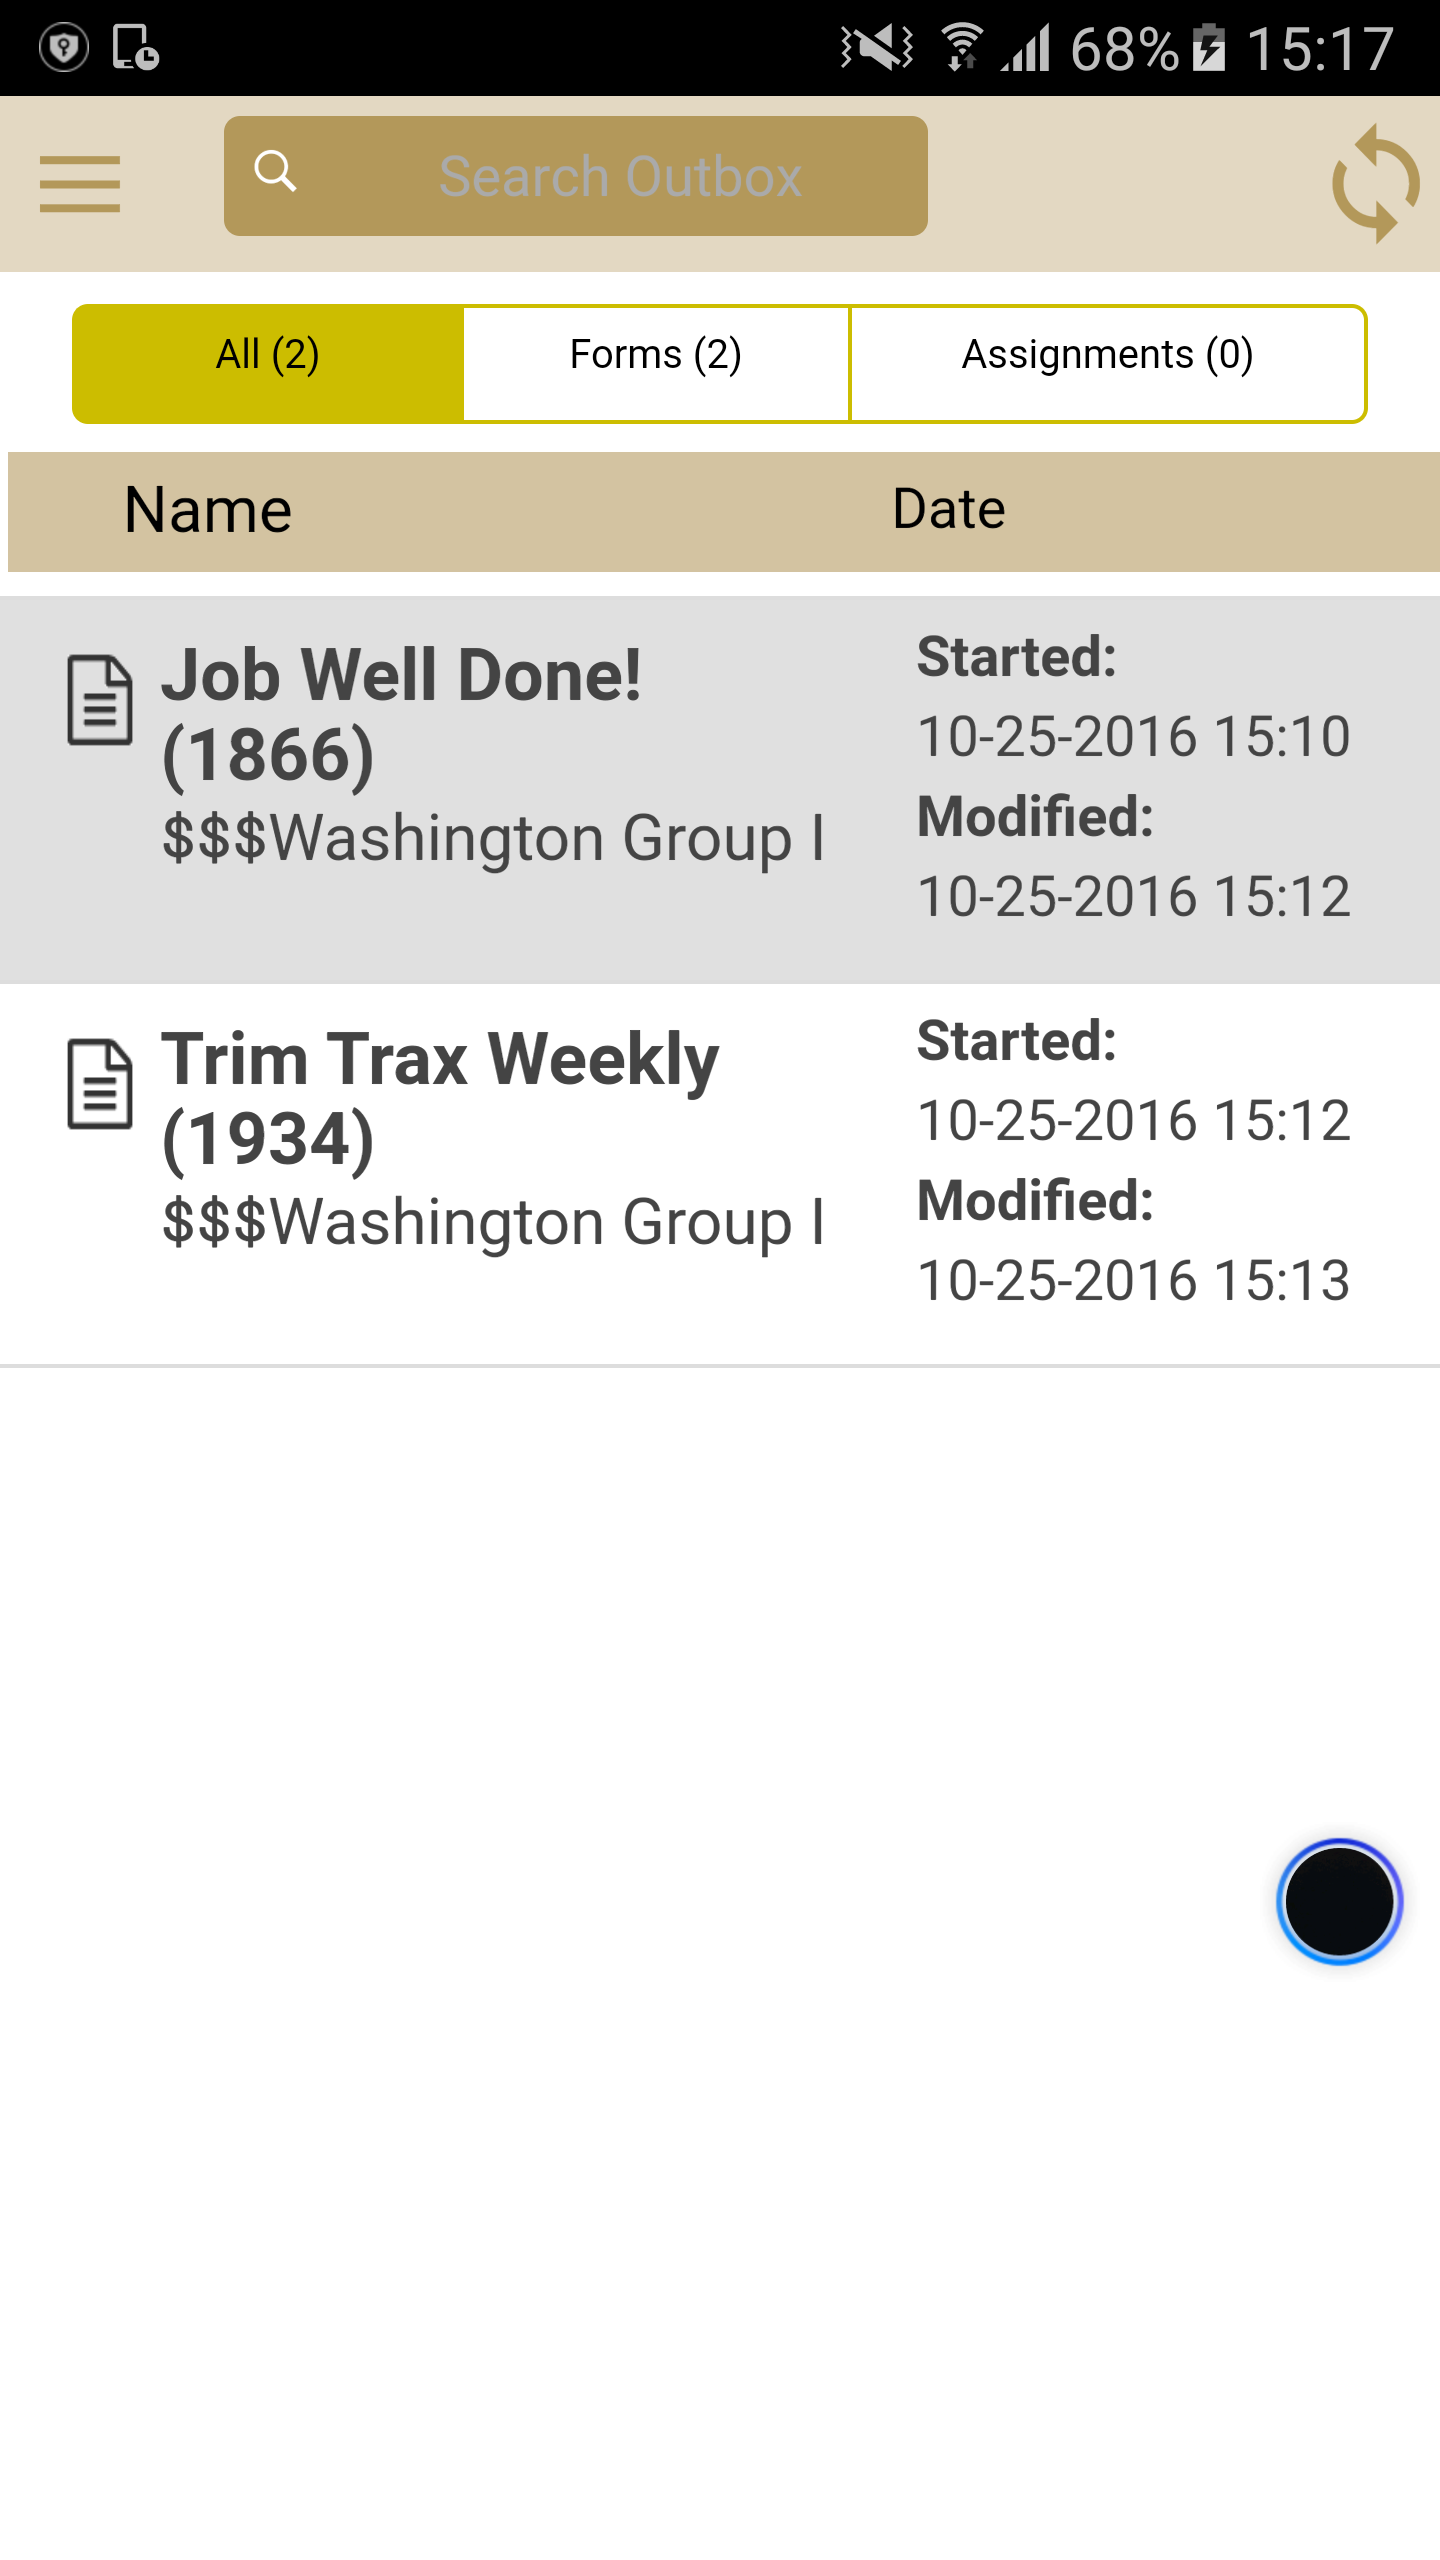 68% 15:17
Search Outbox
All (2) Forms (2) Assignments (0)
Name Date
Job Well Done!
(1866)
$$$Washington Group I
Started:
10-25-2016 15:10
Modified:
10-25-2016 15:12
Trim Trax Weekly
(1934)
$$$Washington Group I
Started:
10-25-2016 15:12
Modified:
10-25-2016 15:13